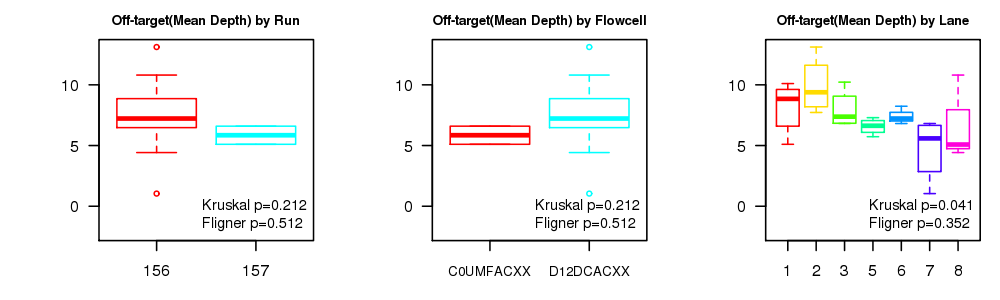 Off-target(Mean Depth) by Run
10
5
0
Kruskal p=0.212
Fligner p=0.512
156 157
Off-target(Mean Depth) by Flowcell
10
5
0
Kruskal p=0.212
Fligner p=0.512
C0UMFACXX D12DCACXX
Off-target(Mean Depth) by Lane
10
5
0
Kruskal p=0.041
Fligner p=0.352
1 2 3 5 6 7 8